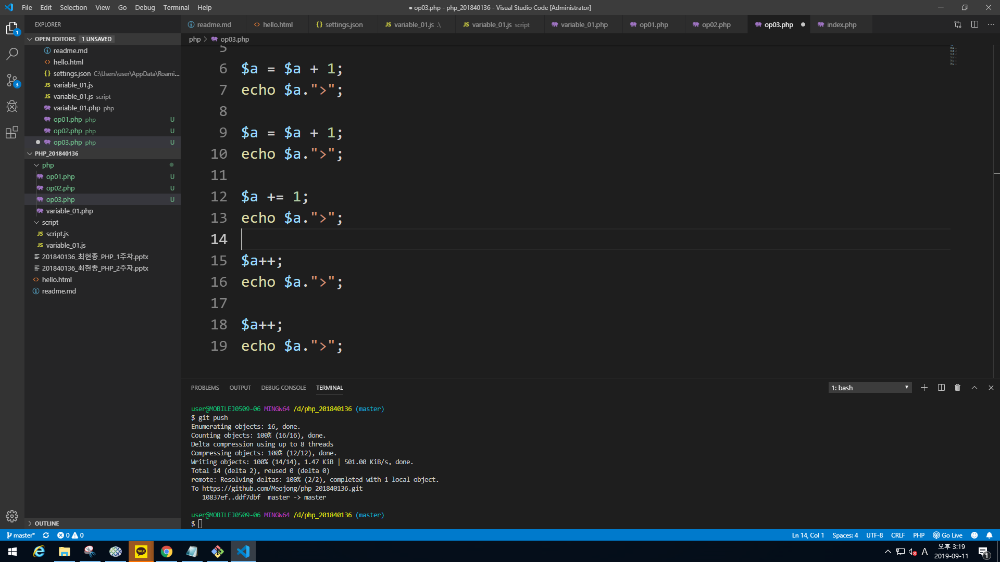 File Edit Selection View Go Debug Terminal Help
● op03.php - php_201840136 - Visual Studio Code [Administrator]
EXPLORER
OPEN EDITORS 1 UNSAVED
readme.md
hello.html
settings.json C:\Users\user\AppData\Roami...
variable_01.js
variable_01.js script
variable_01.php php
op01.php php U
op02.php php U
op03.php php U
PHP_201840136
php
op01.php U
op02.php U
op03.php U
variable_01.php
script
script.js
variable_01.js
201840136_최현종_PHP_1주차.pptx
201840136_최현종_PHP_2주차.pptx
hello.html
readme.md
OUTLINE
readme.md hello.html settings.json variable_01.js .\ variable_01.js script variable_01.php op01.php op02.php op03.php index.php
php > op03.php
5
6 $a = $a + 1;
7 echo $a.">";
8
9 $a = $a + 1;
10 echo $a.">";
11
12 $a += 1;
13 echo $a.">";
14
15 $a++;
16 echo $a.">";
17
18 $a++;
19 echo $a.">";
PROBLEMS OUTPUT DEBUG CONSOLE TERMINAL 1: bash
user@MOBILEJ0509-06 MINGW64 /d/php_201840136 (master)
$ git push
Enumerating objects: 16, done.
Counting objects: 100% (16/16), done.
Delta compression using up to 8 threads
Compressing objects: 100% (12/12), done.
Writing objects: 100% (14/14), 1.47 KiB | 501.00 KiB/s, done.
Total 14 (delta 2), reused 0 (delta 0)
remote: Resolving deltas: 100% (2/2), completed with 1 local object.
To https://github.com/Meojong/php_201840136.git
10837ef..ddf7dbf master -> master
user@MOBILEJ0509-06 MINGW64 /d/php_201840136 (master)
$
master* 0 0 Ln 14, Col 1 Spaces: 4 UTF-8 CRLF PHP Go Live
TALK
A 오후 3:19
2019-09-11
1